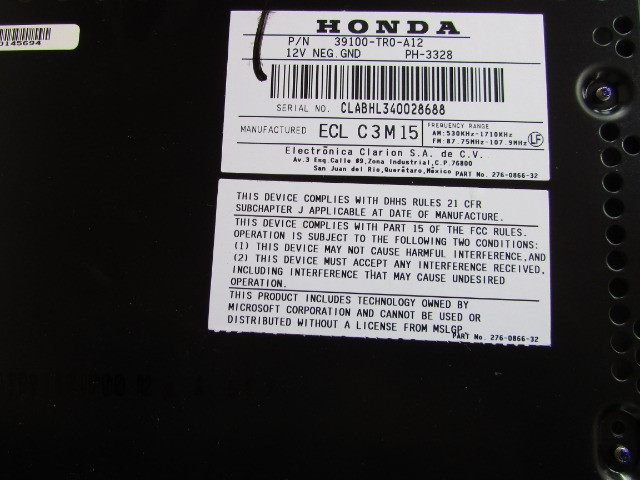 0145694
HONDA
P/N 39100-TR0-A12
12V NEG.GND PH-3328
SERIAL NO. CLABHL340028688
MANUFACTURED ECL C3M15 FREQUENCY RANGE
AM:530KHz-1710KHz
FM:87.75MHz-107.9MHz LF
Electrónica Clarion S.A. de C.V.
Av.3 Esq.Calle 89,Zona Industrial,C.P.76800
San Juan del Rio,Querétaro,México PART No. 276-0866-32
THIS DEVICE COMPLIES WITH DHHS RULES 21 CFR
SUBCHAPTER J APPLICABLE AT DATE OF MANUFACTURE.
THIS DEVICE COMPLIES WITH PART 15 OF THE FCC RULES.
OPERATION IS SUBJECT TO THE FOLLOWING TWO CONDITIONS:
(1) THIS DEVICE MAY NOT CAUSE HARMFUL INTERFERENCE,AND
(2) THIS DEVICE MUST ACCEPT ANY INTERFERENCE RECEIVED,
INCLUDING INTERFERENCE THAT MAY CAUSE UNDESIRED
OPERATION.
THIS PRODUCT INCLUDES TECHNOLOGY OWNED BY
MICROSOFT CORPORATION AND CANNOT BE USED OR
DISTRIBUTED WITHOUT A LICENSE FROM MSLGP.
PART No. 276-0866-32